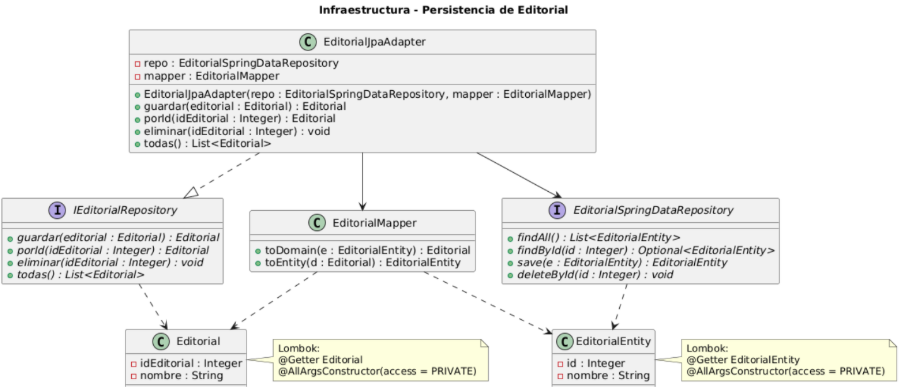 Infraestructura - Persistencia de Editorial
C EditorialJpaAdapter
repo : EditorialSpringDataRepository
mapper : EditorialMapper
EditorialJpaAdapter(repo : EditorialSpringDataRepository, mapper : EditorialMapper)
guardar(editorial : Editorial) : Editorial
porId(idEditorial : Integer) : Editorial
eliminar(idEditorial : Integer) : void
todas() : List<Editorial>
I IEditorialRepository
guardar(editorial : Editorial) : Editorial
porId(idEditorial : Integer) : Editorial
eliminar(idEditorial : Integer) : void
todas() : List<Editorial>
C EditorialMapper
toDomain(e : EditorialEntity) : Editorial
toEntity(d : Editorial) : EditorialEntity
I EditorialSpringDataRepository
findAll() : List<EditorialEntity>
findById(id : Integer) : Optional<EditorialEntity>
save(e : EditorialEntity) : EditorialEntity
deleteById(id : Integer) : void
C Editorial
idEditorial : Integer
nombre : String
Lombok:
@Getter Editorial
@AllArgsConstructor(access = PRIVATE)
C EditorialEntity
id : Integer
nombre : String
Lombok:
@Getter EditorialEntity
@AllArgsConstructor(access = PRIVATE)